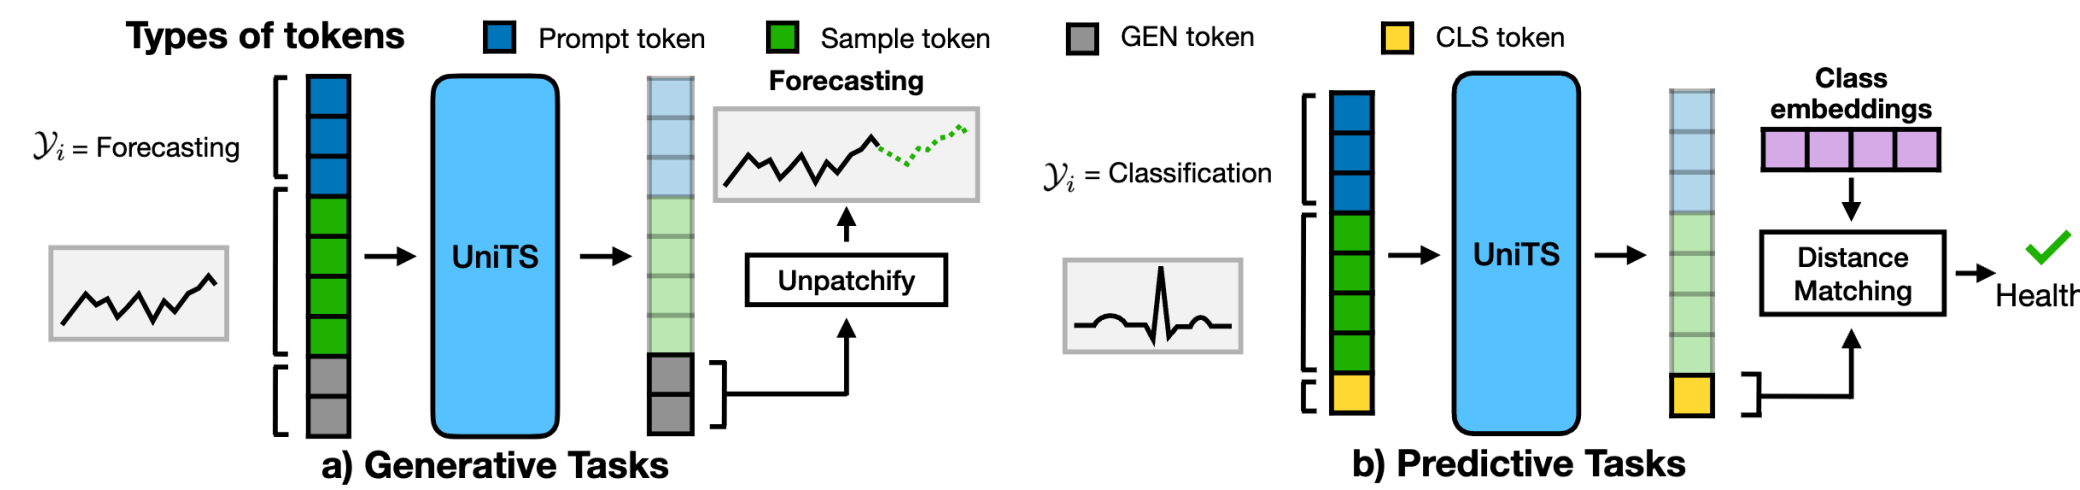 Types of tokens
Prompt token
Sample token
GEN token
CLS token
𝒴i = Forecasting
UniTS
Forecasting
Unpatchify
a) Generative Tasks
𝒴i = Classification
UniTS
Class
embeddings
Distance
Matching
Health
b) Predictive Tasks